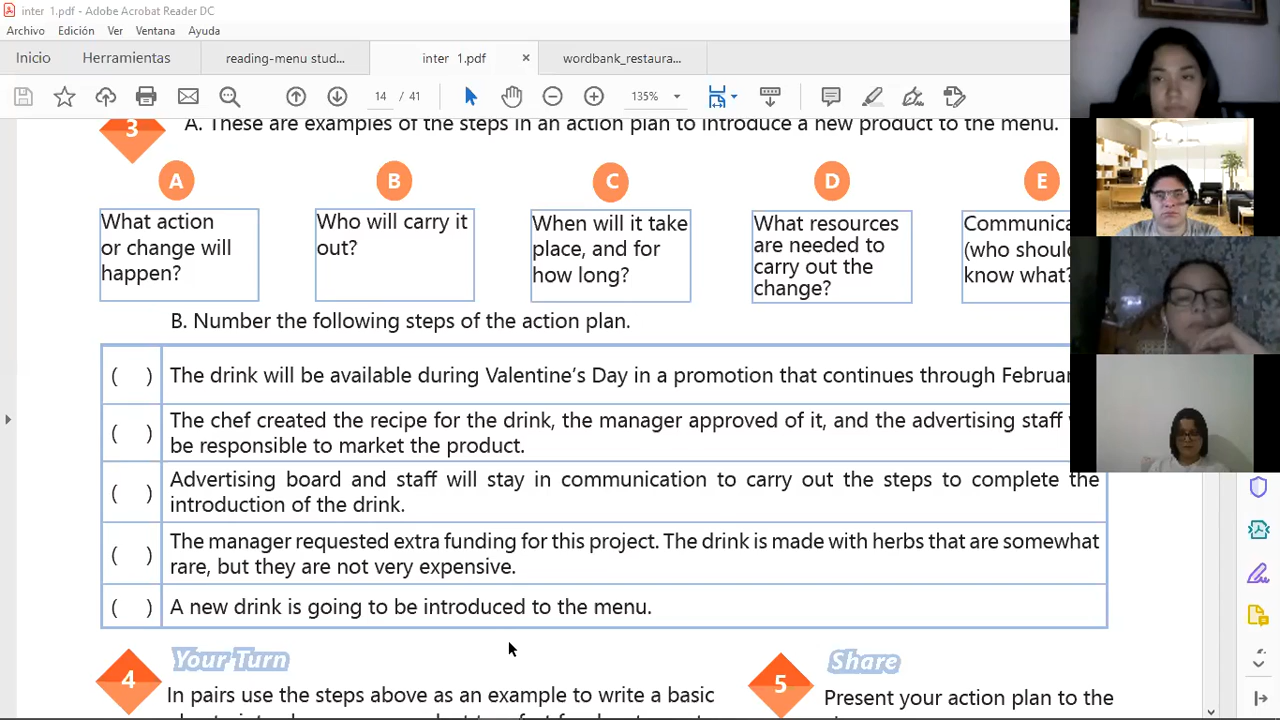 inter 1.pdf - Adobe Acrobat Reader DC
Archivo Edición Ver Ventana Ayuda
Inicio Herramientas reading-menu stud... inter 1.pdf × wordbank_restaura...
14 / 41 135%
3 A. These are examples of the steps in an action plan to introduce a new product to the menu.
A B C D E
What action
or change will
happen?
Who will carry it
out?
When will it take
place, and for
how long?
What resources
are needed to
carry out the
change?
(who should
know what?
B. Number the following steps of the action plan.
( ) The drink will be available during Valentine's Day in a promotion that continues through
( ) The chef created the recipe for the drink, the manager approved of it, and the advertising staff
be responsible to market the product.
( ) Advertising board and staff will stay in communication to carry out the steps to complete the
introduction of the drink.
( ) The manager requested extra funding for this project. The drink is made with herbs that are somewhat
rare, but they are not very expensive.
( ) A new drink is going to be introduced to the menu.
4 Your Turn
In pairs use the steps above as an example to write a basic
5 Share
Present your action plan to the